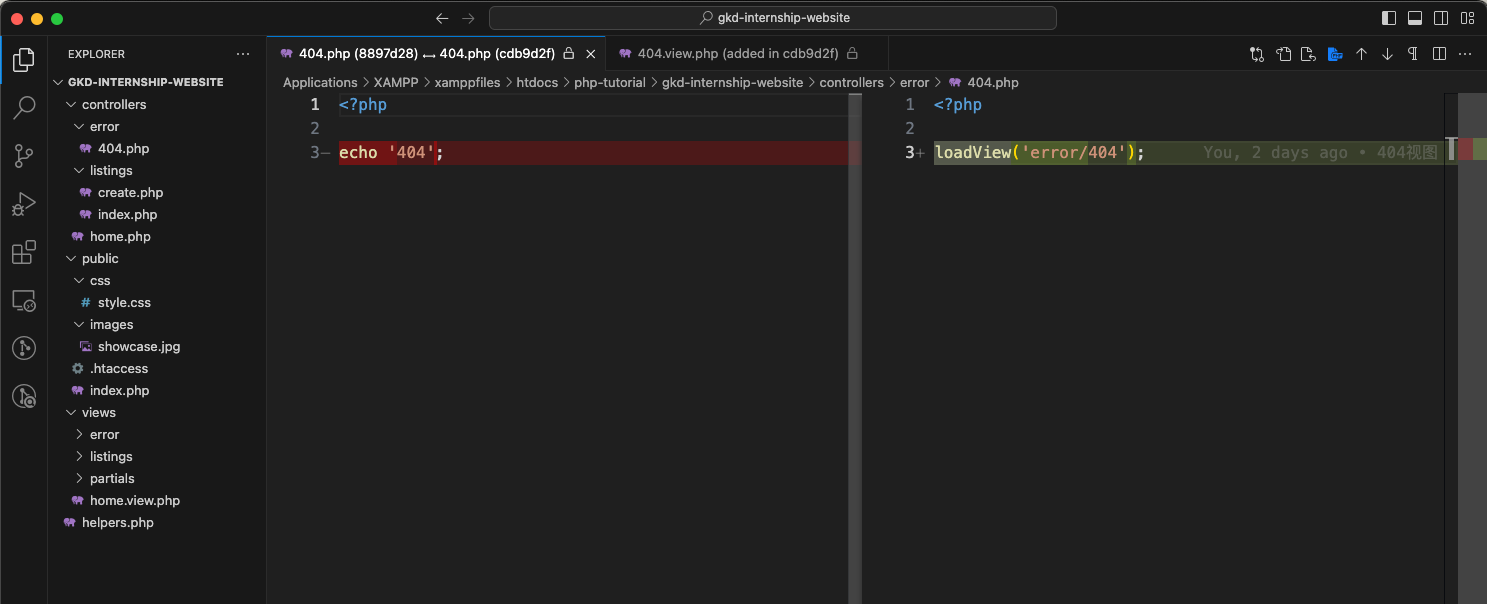 gkd-internship-website
EXPLORER
GKD-INTERNSHIP-WEBSITE
controllers
error
404.php
listings
create.php
index.php
home.php
public
css
# style.css
images
showcase.jpg
.htaccess
index.php
views
error
listings
partials
home.view.php
helpers.php
404.php (8897d28) ↔ 404.php (cdb9d2f)
404.view.php (added in cdb9d2f)
Applications > XAMPP > xamppfiles > htdocs > php-tutorial > gkd-internship-website > controllers > error > 404.php
1 <?php
2
3− echo '404';
1 <?php
2
3+ loadView('error/404'); You, 2 days ago • 404视图